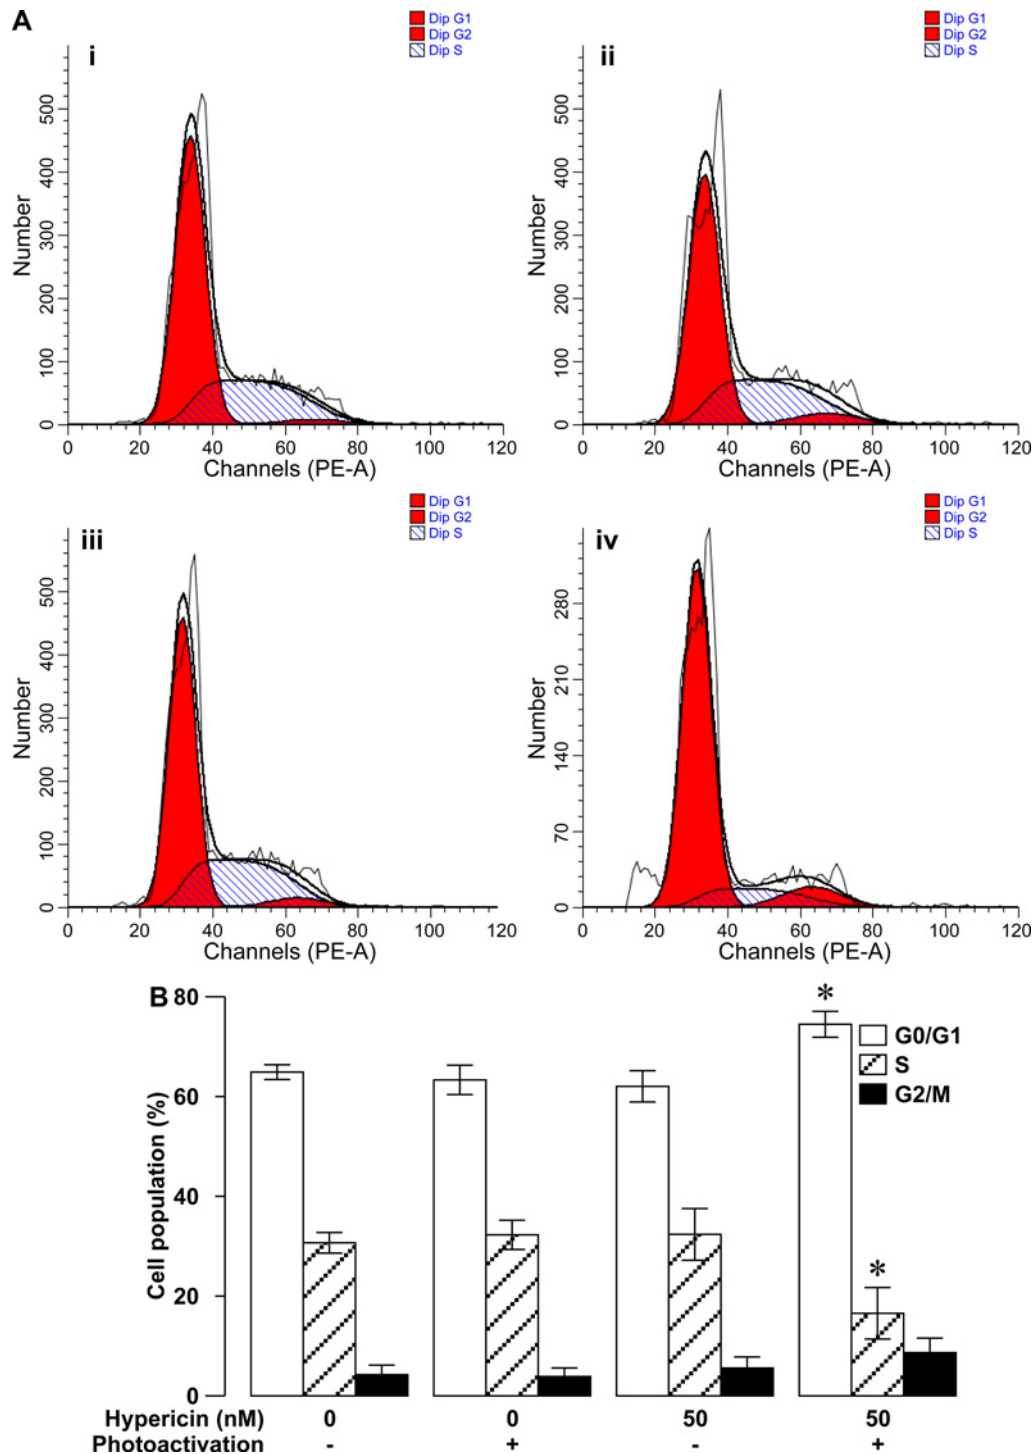 A
i
Dip G1
Dip G2
Dip S
Number
500
400
300
200
100
0
0 20 40 60 80 100 120
Channels (PE-A)
ii
Dip G1
Dip G2
Dip S
Number
500
400
300
200
100
0
0 20 40 60 80 100 120
Channels (PE-A)
iii
Dip G1
Dip G2
Dip S
Number
500
400
300
200
100
0
0 20 40 60 80 100 120
Channels (PE-A)
iv
Dip G1
Dip G2
Dip S
Number
280
210
140
70
0
0 20 40 60 80 100 120
Channels (PE-A)
B
Cell population (%)
80
60
40
20
0
*
*
G0/G1
S
G2/M
Hypericin (nM) 0 0 50 50
Photoactivation - + - +